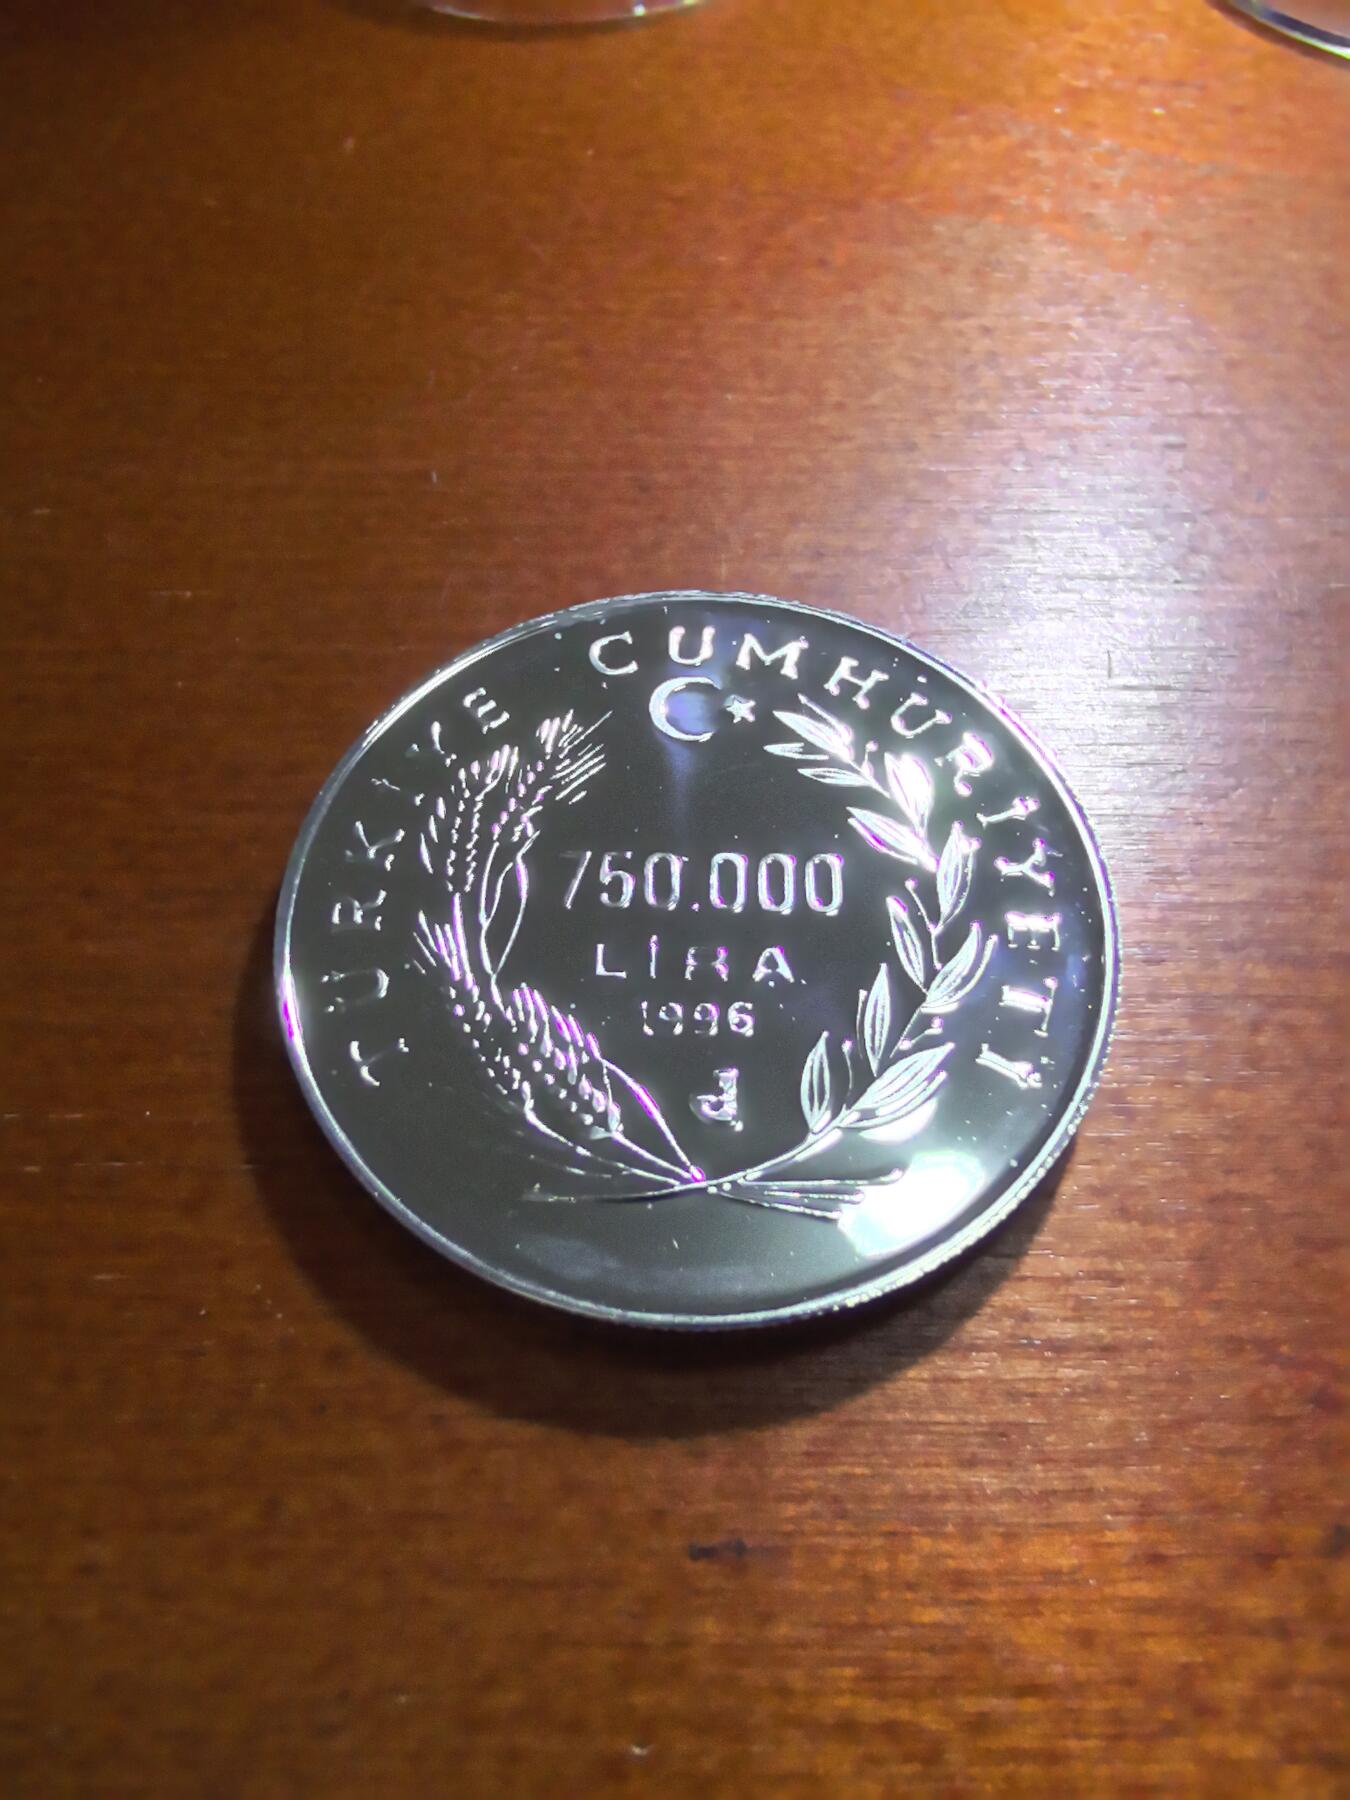 TÜRKİYE CUMHURİYETİ
750.000
LİRA
1996